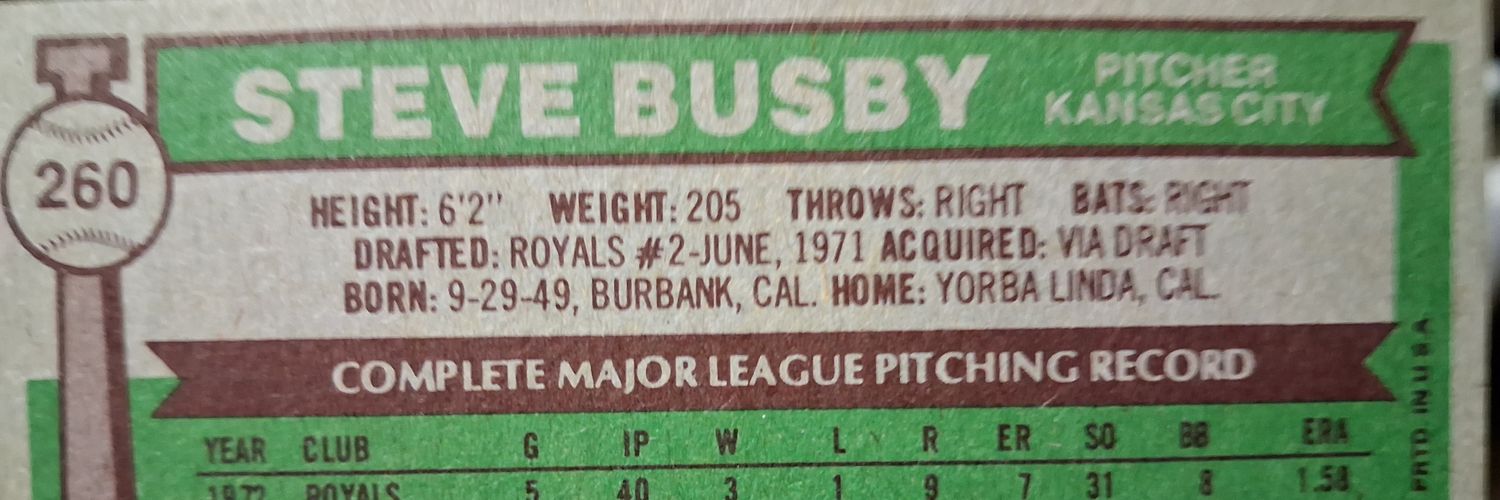 STEVE BUSBY PITCHER
KANSAS CITY
260
HEIGHT: 6'2" WEIGHT: 205 THROWS: RIGHT BATS: RIGHT
DRAFTED: ROYALS #2-JUNE, 1971 ACQUIRED: VIA DRAFT
BORN: 9-29-49, BURBANK, CAL. HOME: YORBA LINDA, CAL.
COMPLETE MAJOR LEAGUE PITCHING RECORD
YEAR CLUB G IP W L R ER SO BB ERA
1972 ROYALS 5 40 3 1 9 7 31 8 1.58
PRTD IN U S A